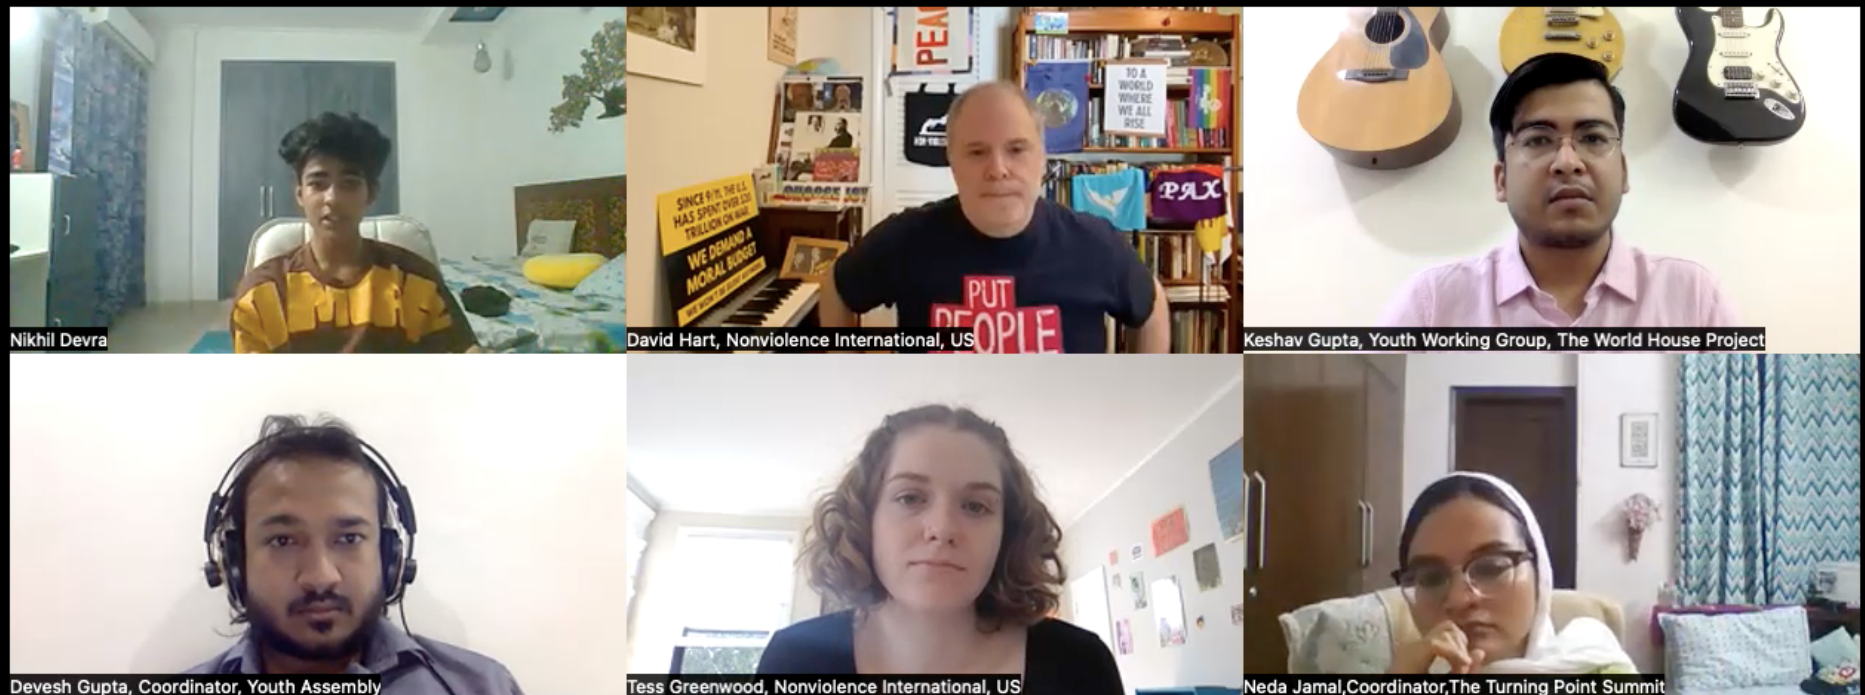 PEAC
TO A
WORLD
WHERE
WE ALL
RISE
SINCE 9/11, THE U.S.
HAS SPENT OVER $20
TRILLION ON WAR
WE DEMAND A
MORAL BUDGET
PAX
PUT
PEOPLE
Nikhil Devra
David Hart, Nonviolence International, US
Keshav Gupta, Youth Working Group, The World House Project
Devesh Gupta, Coordinator, Youth Assembly
Tess Greenwood, Nonviolence International, US
Neda Jamal,Coordinator,The Turning Point Summit